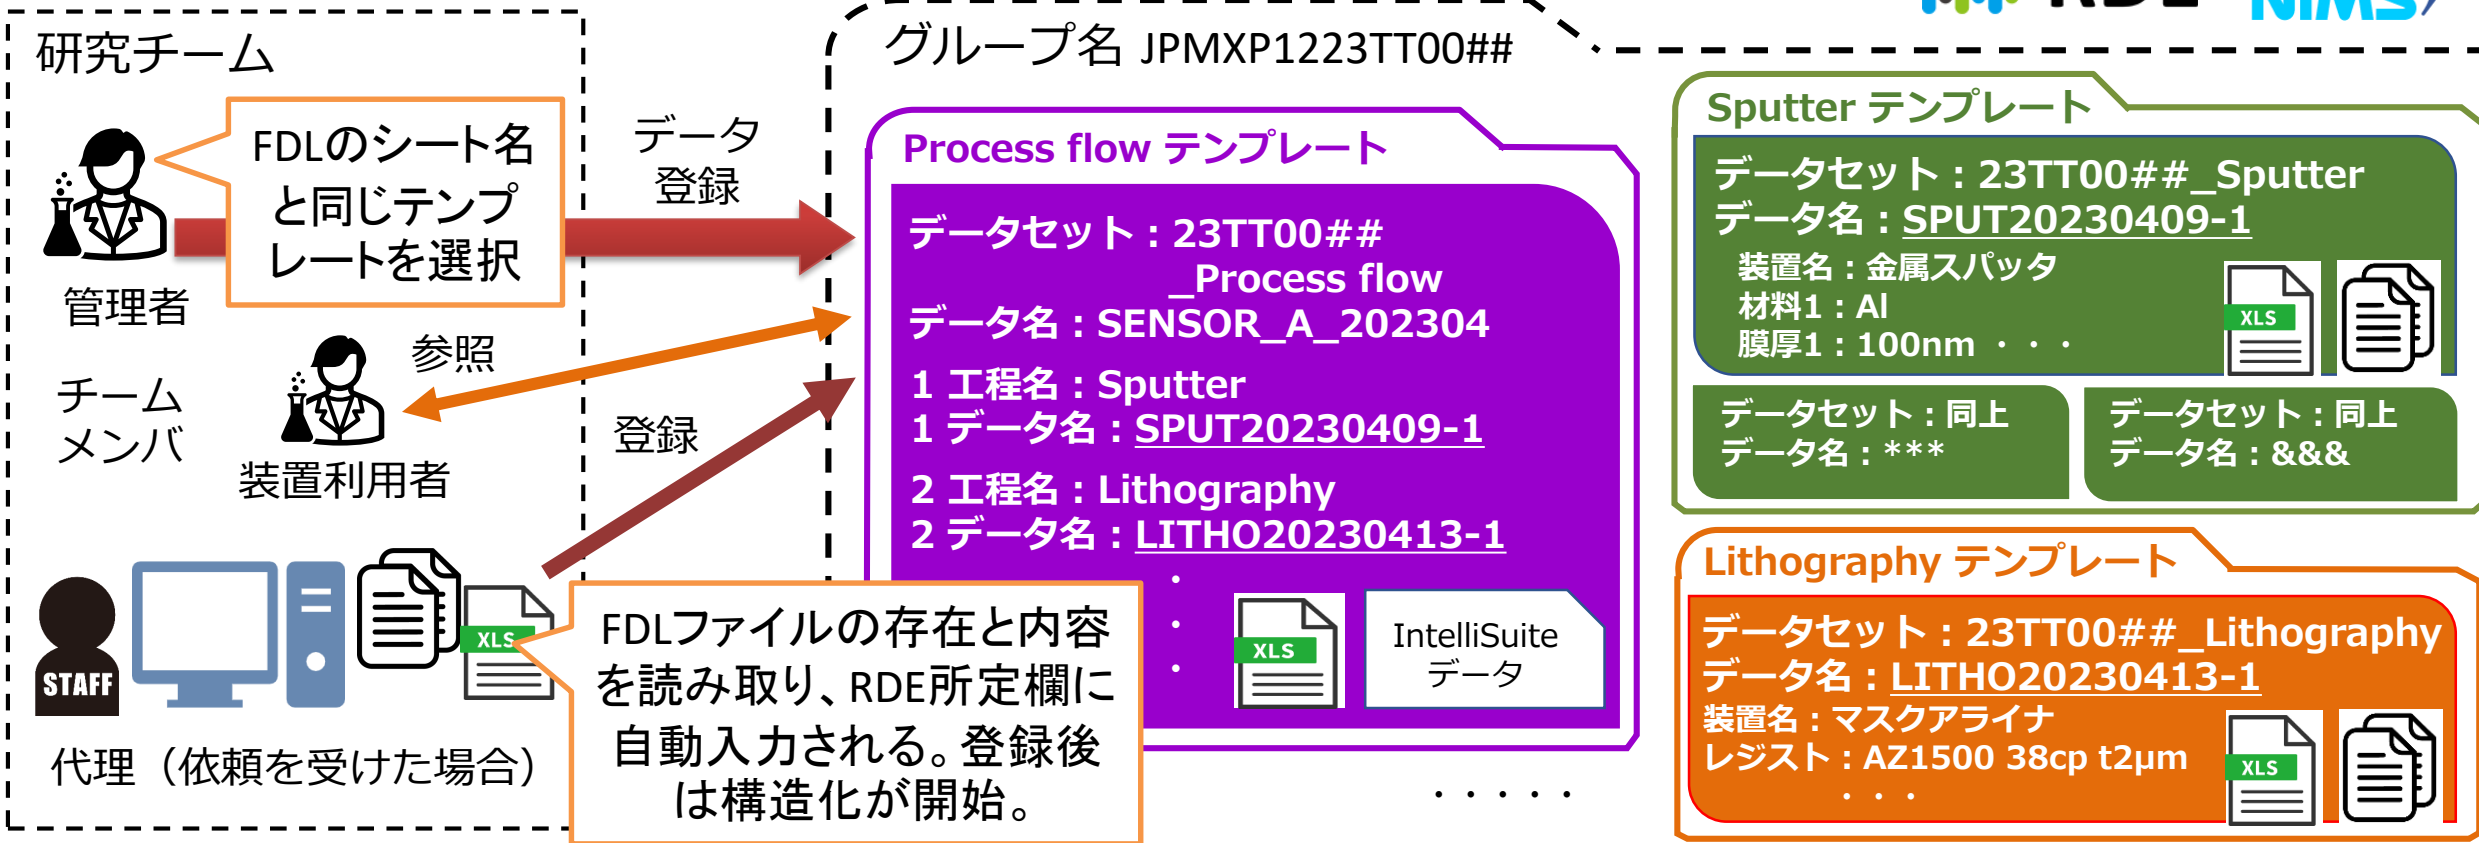 研究チーム
FDLのシート名
と同じテンプ
レートを選択
管理者
チーム
メンバ
参照
装置利用者
STAFF
XLS
代理（依頼を受けた場合）
データ
登録
登録
FDLファイルの存在と内容
を読み取り、RDE所定欄に
自動入力される。登録後
は構造化が開始。
グループ名 JPMXP1223TT00##
Process flow テンプレート
データセット：23TT00##
_Process flow
データ名：SENSOR_A_202304
1 工程名：Sputter
1 データ名：SPUT20230409-1
2 工程名：Lithography
2 データ名：LITHO20230413-1
・
・
・
XLS
IntelliSuite
データ
・・・・・
RDE
NIMS
Sputter テンプレート
データセット：23TT00##_Sputter
データ名：SPUT20230409-1
装置名：金属スパッタ
材料1：Al
膜厚1：100nm ・・・
XLS
データセット：同上
データ名：***
データセット：同上
データ名：&&&
Lithography テンプレート
データセット：23TT00##_Lithography
データ名：LITHO20230413-1
装置名：マスクアライナ
レジスト：AZ1500 38cp t2μm
・・・
XLS